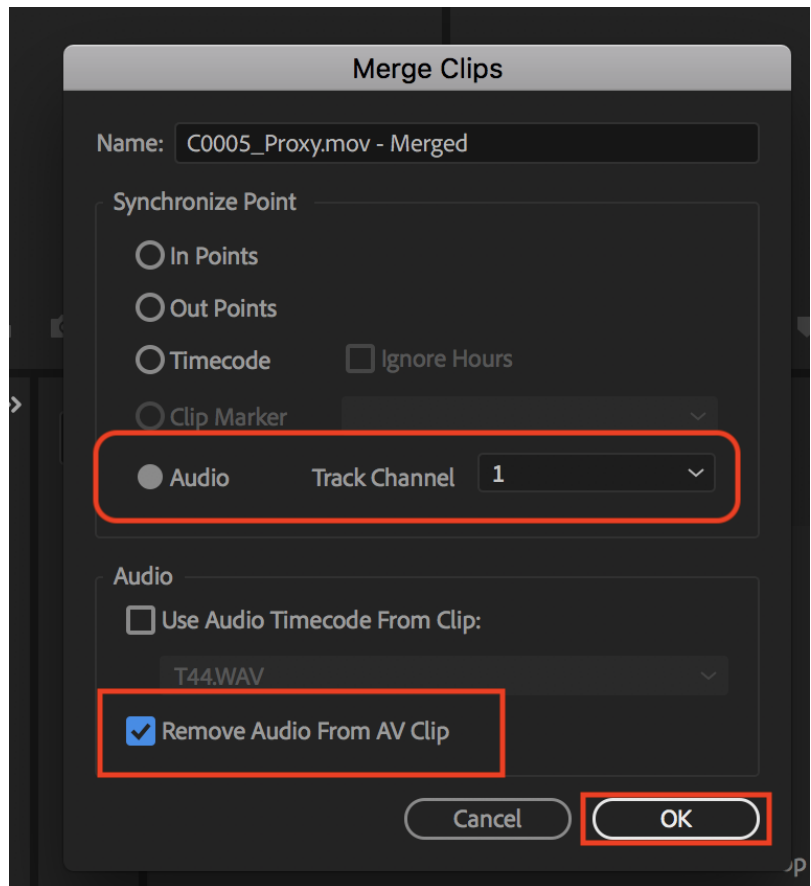 Merge Clips
Name: C0005_Proxy.mov - Merged
Synchronize Point
In Points
Out Points
Timecode Ignore Hours
Clip Marker
Audio Track Channel 1
Audio
Use Audio Timecode From Clip:
T44.WAV
Remove Audio From AV Clip
Cancel OK